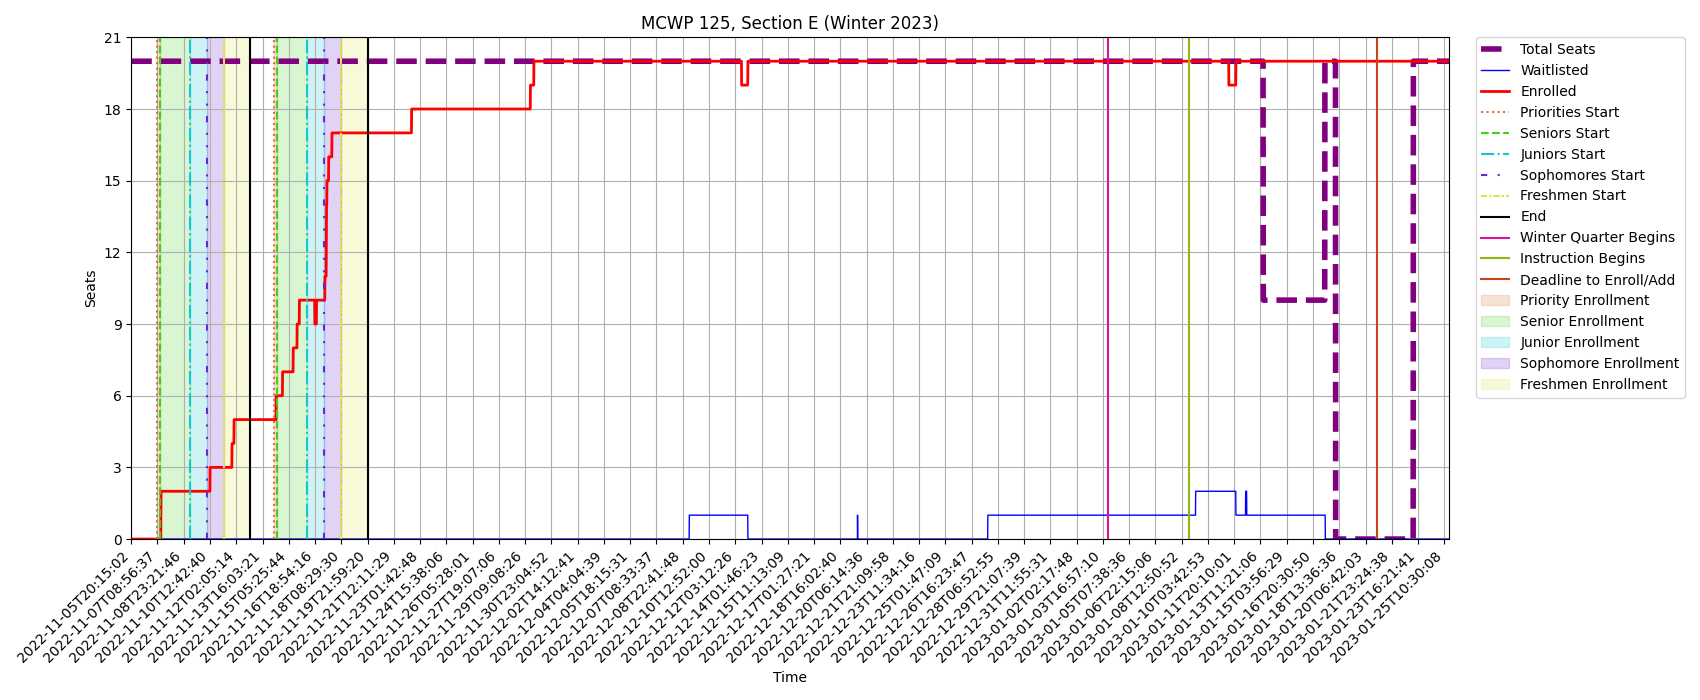 MCWP 125, Section E (Winter 2023)
Seats
21
18
15
12
9
6
3
0
2022-11-05T20:15:02
2022-11-07T08:56:37
2022-11-08T23:21:46
2022-11-10T12:42:40
2022-11-12T02:05:14
2022-11-13T16:03:21
2022-11-15T05:25:44
2022-11-16T18:54:16
2022-11-18T08:29:30
2022-11-19T21:59:20
2022-11-21T12:11:29
2022-11-23T01:42:48
2022-11-24T15:38:06
2022-11-26T05:28:01
2022-11-27T19:07:06
2022-11-29T09:08:26
2022-11-30T23:04:52
2022-12-02T14:12:41
2022-12-04T04:04:39
2022-12-05T18:15:31
2022-12-07T08:33:37
2022-12-08T22:41:48
2022-12-10T12:52:00
2022-12-12T03:12:26
2022-12-14T01:46:23
2022-12-15T11:13:09
2022-12-17T01:27:21
2022-12-18T16:02:40
2022-12-20T06:14:36
2022-12-21T21:09:58
2022-12-23T11:34:16
2022-12-25T01:47:09
2022-12-26T16:23:47
2022-12-28T06:52:55
2022-12-29T21:07:39
2022-12-31T11:55:31
2023-01-02T02:17:48
2023-01-03T16:57:10
2023-01-05T07:38:36
2023-01-06T22:15:06
2023-01-08T12:50:52
2023-01-10T03:42:53
2023-01-11T20:10:01
2023-01-13T11:21:06
2023-01-15T03:56:29
2023-01-16T20:30:50
2023-01-18T13:36:36
2023-01-20T06:42:03
2023-01-21T23:24:38
2023-01-23T16:21:41
2023-01-25T10:30:08
Time
Total Seats
Waitlisted
Enrolled
Priorities Start
Seniors Start
Juniors Start
Sophomores Start
Freshmen Start
End
Winter Quarter Begins
Instruction Begins
Deadline to Enroll/Add
Priority Enrollment
Senior Enrollment
Junior Enrollment
Sophomore Enrollment
Freshmen Enrollment